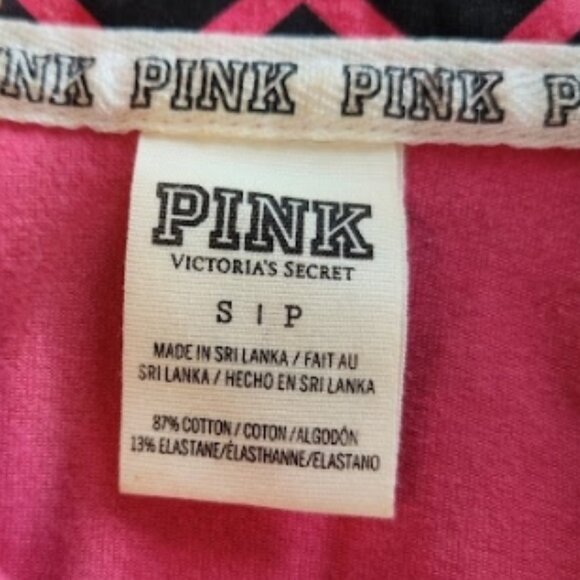 NK PINK PINK P
PINK
VICTORIA'S SECRET
S | P
MADE IN SRI LANKA / FAIT AU
SRI LANKA / HECHO EN SRI LANKA
87% COTTON / COTON / ALGODÓN
13% ELASTANE/ÉLASTHANNE/ELASTANO